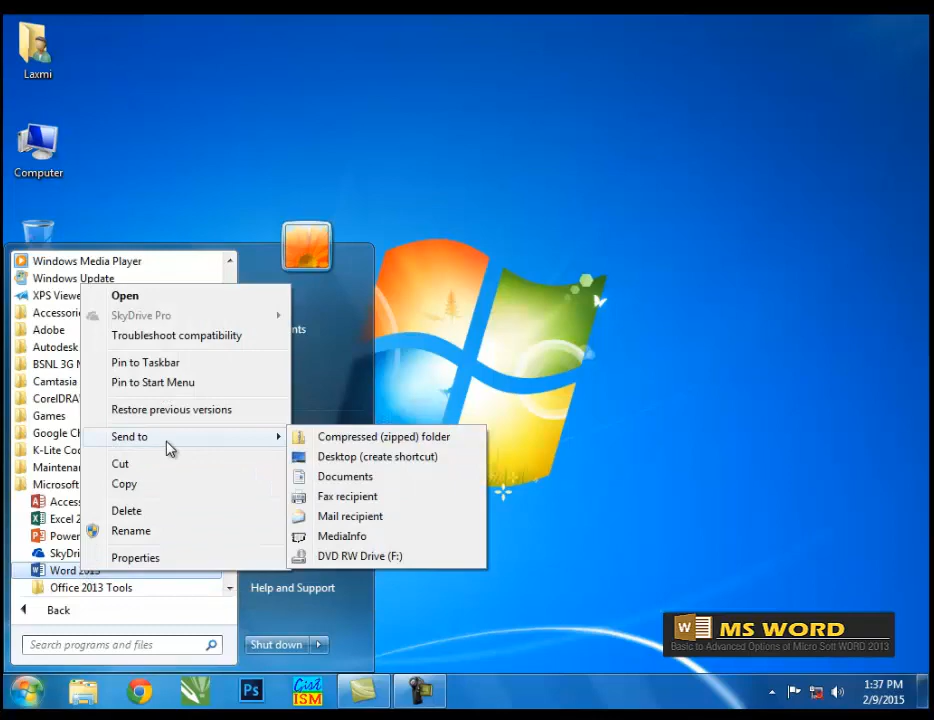 Laxmi
Computer
Windows Media Player
Windows Update
XPS Viewe
Accessorie
Adobe
Autodesk
BSNL 3G M
Camtasia
CorelDRA
Games
Google Ch
K-Lite Co
Maintenan
Microsoft
Access
Excel 2
Power
SkyDri
Word 2013
Office 2013 Tools
Back
Search programs and files
Open
SkyDrive Pro
Troubleshoot compatibility
Pin to Taskbar
Pin to Start Menu
Restore previous versions
Send to
Cut
Copy
Delete
Rename
Properties
Compressed (zipped) folder
Desktop (create shortcut)
Documents
Fax recipient
Mail recipient
MediaInfo
DVD RW Drive (F:)
nts
Help and Support
Shut down
W
MS WORD
Basic to Advanced Options of Micro Soft WORD 2013
Ps
Cist
ISM
1:37 PM
2/9/2015